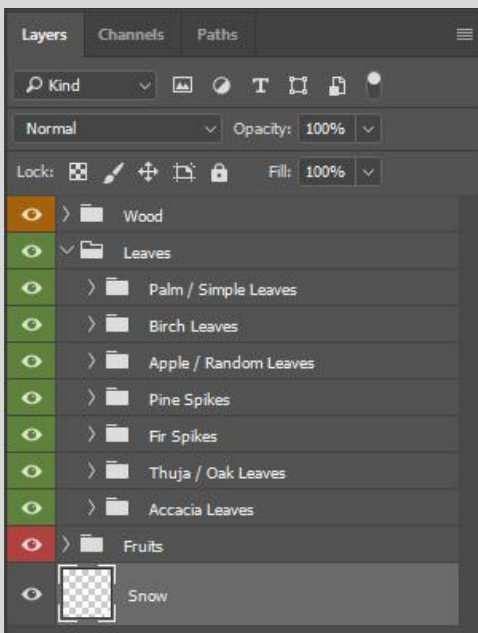 Layers Channels Paths
Kind T
Normal Opacity: 100%
Lock: Fill: 100%
Wood
Leaves
Palm / Simple Leaves
Birch Leaves
Apple / Random Leaves
Pine Spikes
Fir Spikes
Thuja / Oak Leaves
Accacia Leaves
Fruits
Snow